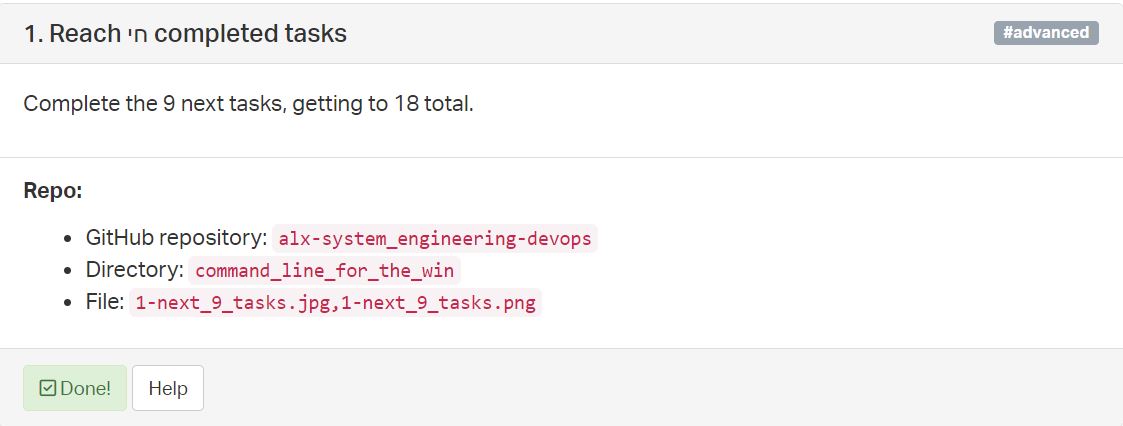 1. Reach חי completed tasks
#advanced
Complete the 9 next tasks, getting to 18 total.
Repo:
• GitHub repository: alx-system_engineering-devops
• Directory: command_line_for_the_win
• File: 1-next_9_tasks.jpg,1-next_9_tasks.png
Done! Help